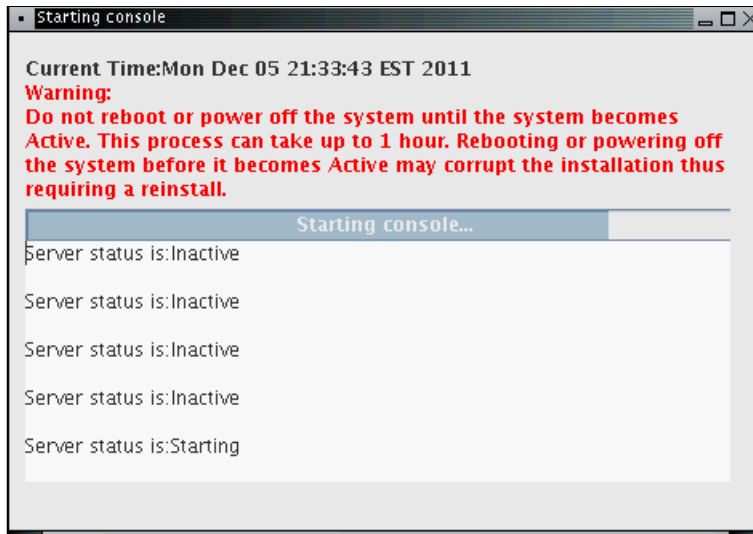 Starting console
Current Time:Mon Dec 05 21:33:43 EST 2011
Warning:
Do not reboot or power off the system until the system becomes
Active. This process can take up to 1 hour. Rebooting or powering off
the system before it becomes Active may corrupt the installation thus
requiring a reinstall.
Starting console...
Server status is:Inactive
Server status is:Inactive
Server status is:Inactive
Server status is:Inactive
Server status is:Starting